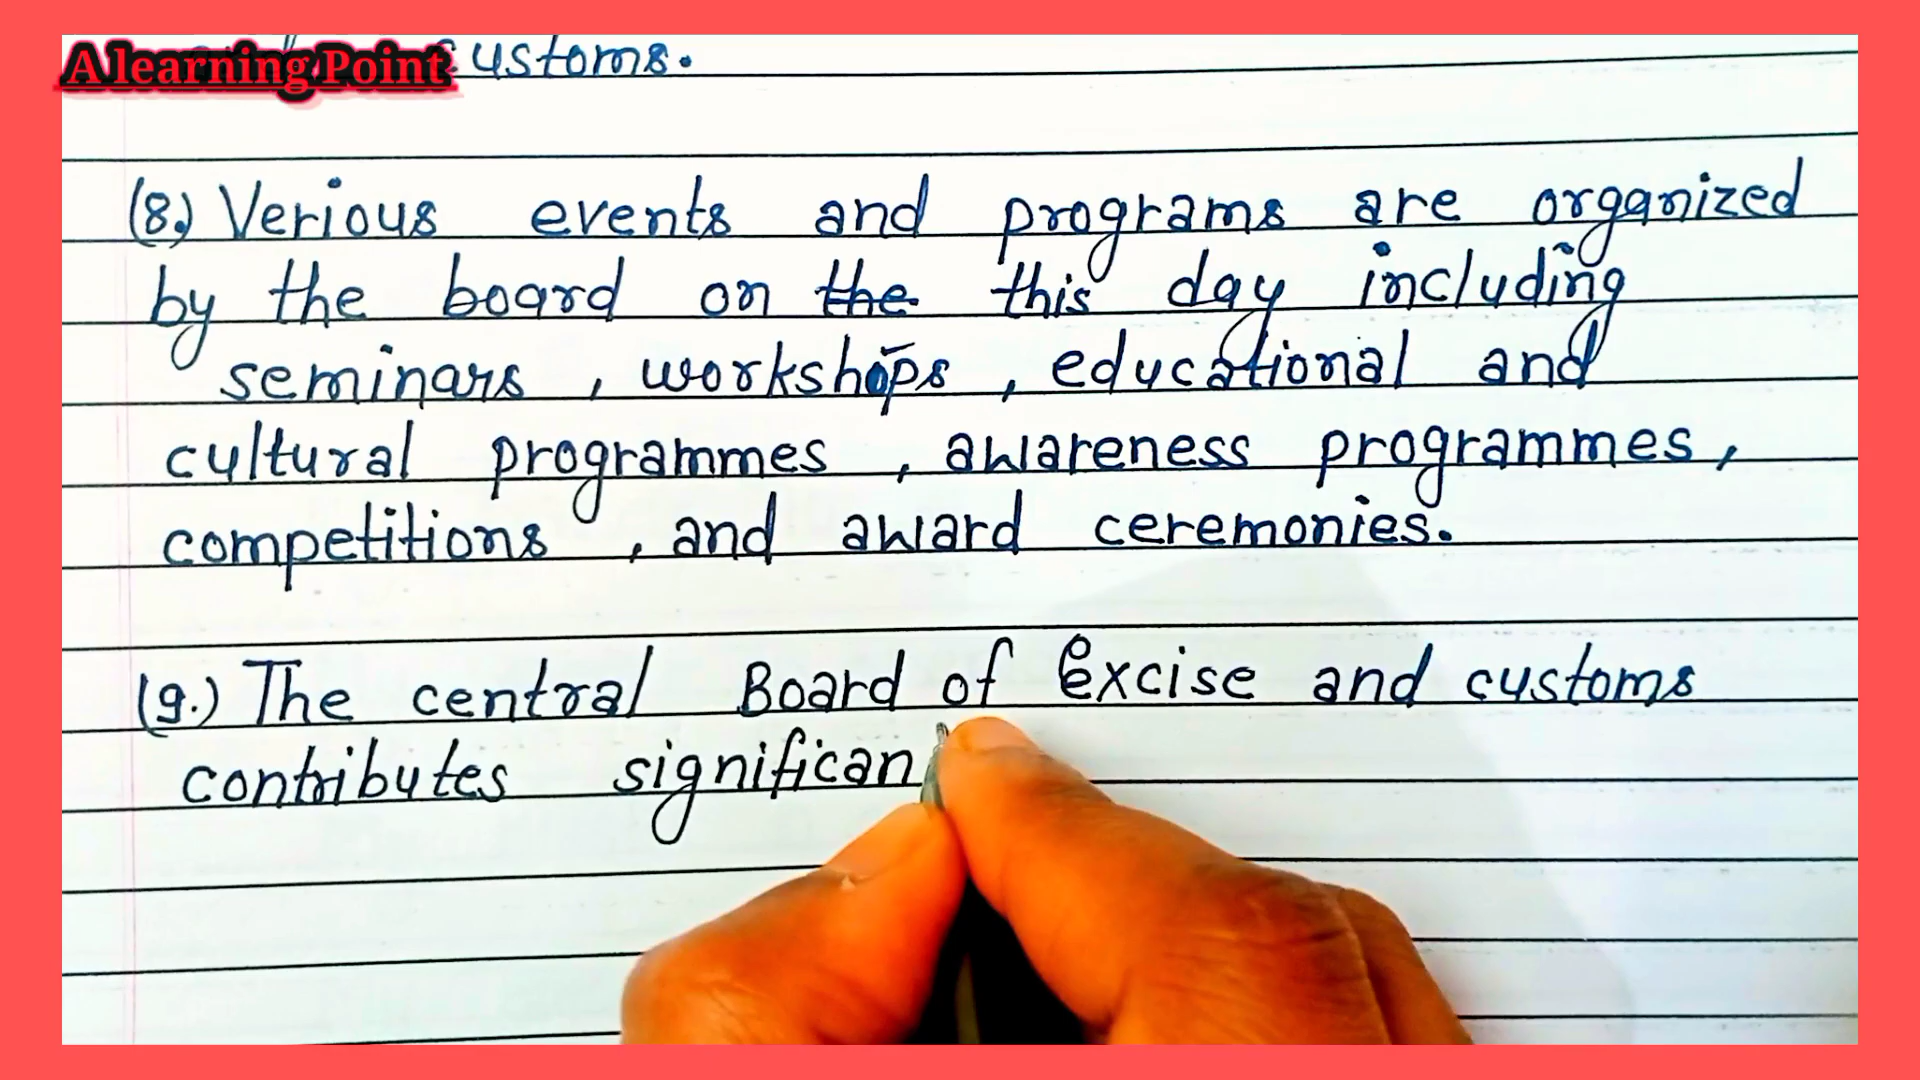 A learning Point
customs.
(8.) Verious events and programs are organized
by the board on the this day including
seminars , workshops , educational and
cultural programmes , awareness programmes,
competitions , and award ceremonies.
(9.) The central Board of Excise and customs
contributes significan